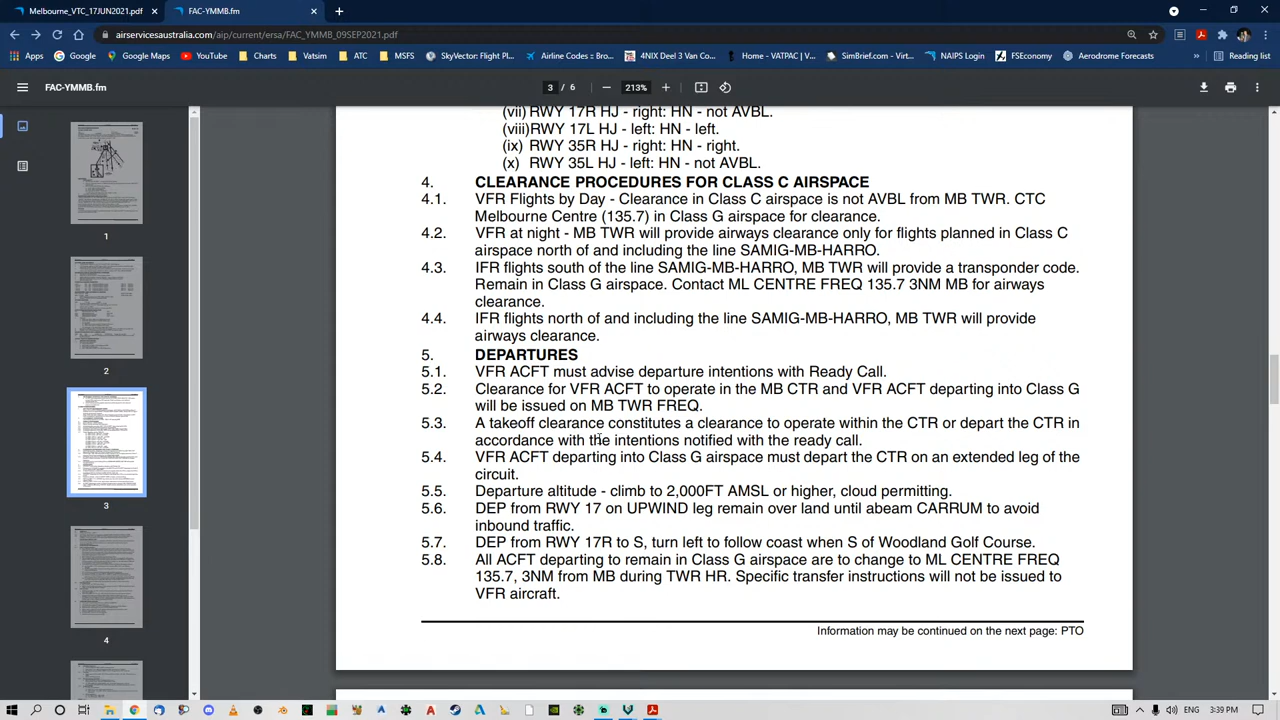 Melbourne_VTC_17JUN2021.pdf
FAC_YMMB.fm
airservicesaustralia.com/aip/current/ersa/FAC_YMMB_09SEP2021.pdf
Apps
Google Maps
YouTube
Charts
Vatsim
ATC
MSFS
SkyVector: Flight Pl...
Airline Codes :: Bro...
4NIX Deel 3 Van Co...
Home - VATPAC | V...
SimBrief.com - Virt...
NAIPS Login
FSEconomy
Aerodrome Forecasts
Reading list
FAC-YMMB.fm
3 / 6
213%
(vii) RWY 17R HJ - right: HN - not AVBL.
(viii)RWY 17L HJ - left: HN - left.
(ix) RWY 35R HJ - right: HN - right.
(x) RWY 35L HJ - left: HN - not AVBL.
4. CLEARANCE PROCEDURES FOR CLASS C AIRSPACE
4.1. VFR Flights by Day - Clearance in Class C airspace is not AVBL from MB TWR. CTC
Melbourne Centre (135.7) in Class G airspace for clearance.
4.2. VFR at night - MB TWR will provide airways clearance only for flights planned in Class C
airspace north of and including the line SAMIG-MB-HARRO.
4.3. IFR flights south of the line SAMIG-MB-HARRO, MB TWR will provide a transponder code.
Remain in Class G airspace. Contact ML CENTRE FREQ 135.7 3NM MB for airways
clearance.
4.4. IFR flights north of and including the line SAMIG-MB-HARRO, MB TWR will provide
airways clearance.
5. DEPARTURES
5.1. VFR ACFT must advise departure intentions with Ready Call.
5.2. Clearance for VFR ACFT to operate in the MB CTR and VFR ACFT departing into Class G
will be issued on MB TWR FREQ.
5.3. A take-off clearance constitutes a clearance to operate within the CTR or depart the CTR in
accordance with the intentions notified with the ready call.
5.4. VFR ACFT departing into Class G airspace must depart the CTR on an extended leg of the
circuit.
5.5. Departure altitude - climb to 2,000FT AMSL or higher, cloud permitting.
5.6. DEP from RWY 17 on UPWIND leg remain over land until abeam CARRUM to avoid
inbound traffic.
5.7. DEP from RWY 17R to S, turn left to follow coast when S of Woodland Golf Course.
5.8. All ACFT departing to remain in Class G airspace are to change to ML CENTRE FREQ
135.7 3NM from MB during TWR HR. Specific transfer instructions will not be issued to
VFR aircraft.
Information may be continued on the next page: PTO
1
2
3
4
ENG
3:39 PM